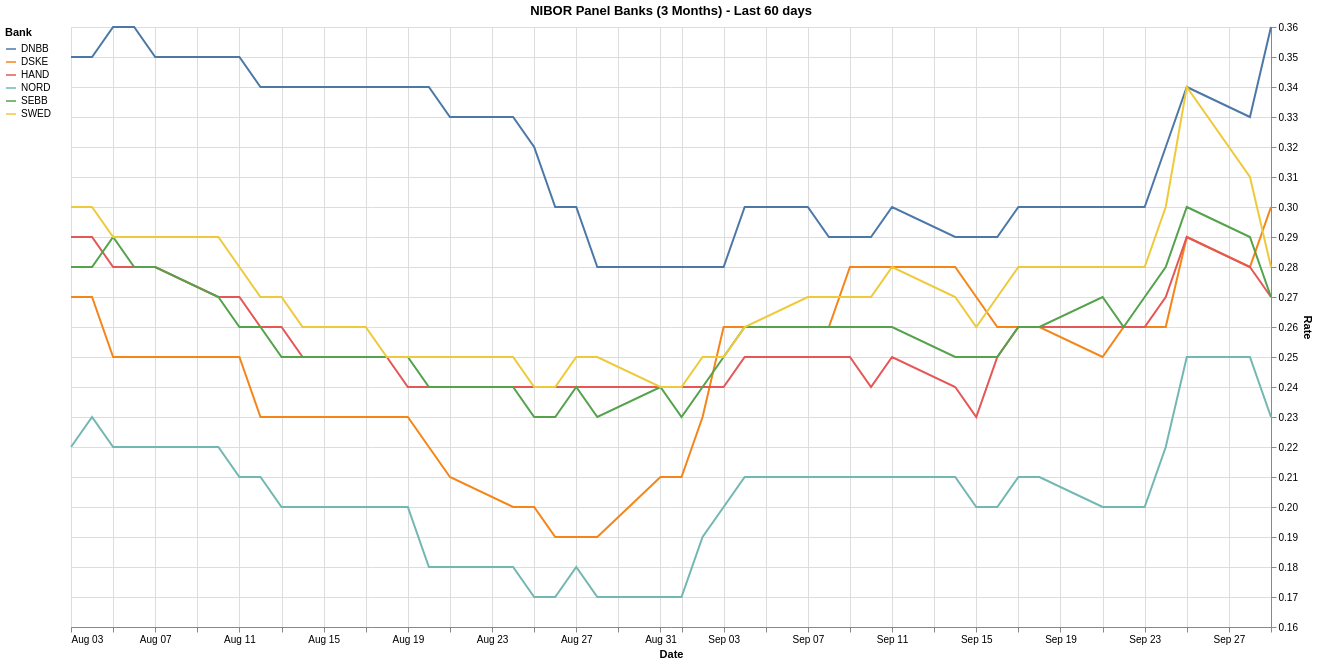 NIBOR Panel Banks (3 Months) - Last 60 days
Bank
DNBB
DSKE
HAND
NORD
SEBB
SWED
0.36
0.35
0.34
0.33
0.32
0.31
0.30
0.29
0.28
0.27
0.26
0.25
0.24
0.23
0.22
0.21
0.20
0.19
0.18
0.17
0.16
Rate
Aug 03 Aug 07 Aug 11 Aug 15 Aug 19 Aug 23 Aug 27 Aug 31 Sep 03 Sep 07 Sep 11 Sep 15 Sep 19 Sep 23 Sep 27
Date